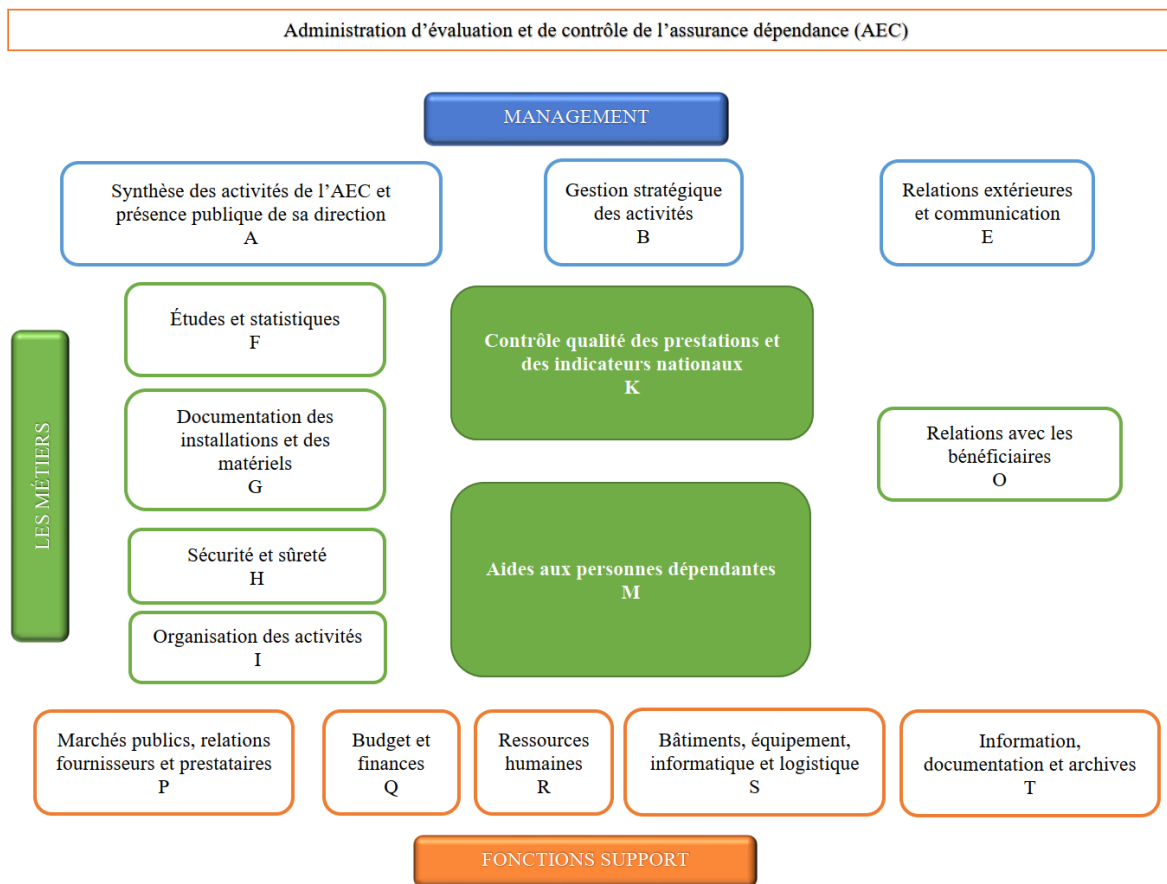 Administration d’évaluation et de contrôle de l’assurance dépendance (AEC)
MANAGEMENT
Synthèse des activités de l’AEC et
présence publique de sa direction
A
Gestion stratégique
des activités
B
Relations extérieures
et communication
E
LES MÉTIERS
Études et statistiques
F
Documentation des
installations et des
matériels
G
Sécurité et sûreté
H
Organisation des activités
I
Contrôle qualité des prestations et
des indicateurs nationaux
K
Aides aux personnes dépendantes
M
Relations avec les
bénéficiaires
O
Marchés publics, relations
fournisseurs et prestataires
P
Budget et
finances
Q
Ressources
humaines
R
Bâtiments, équipement,
informatique et logistique
S
Information,
documentation et archives
T
FONCTIONS SUPPORT